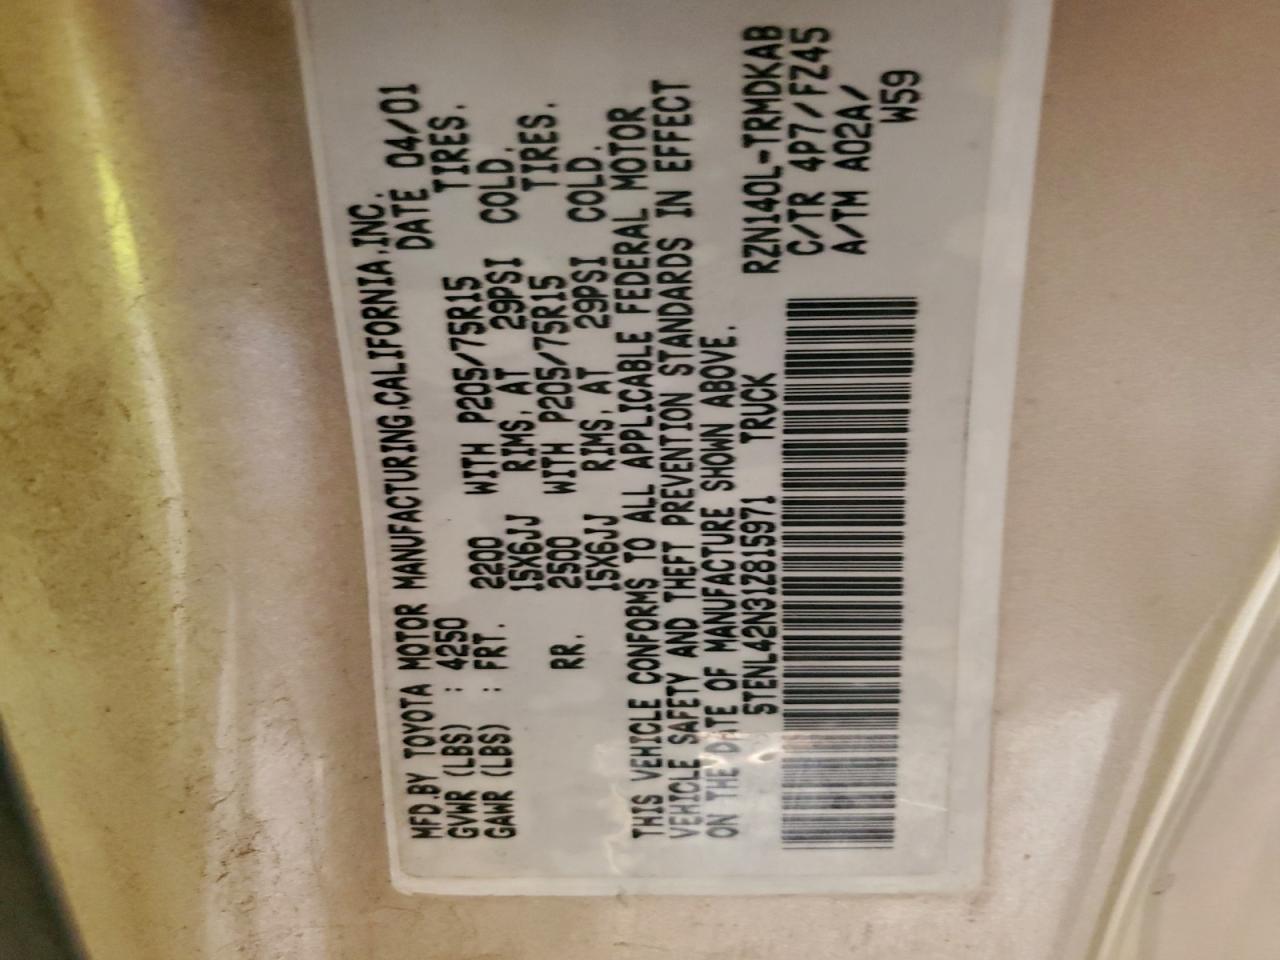 MFD.BY TOYOTA MOTOR MANUFACTURING,CALIFORNIA,INC.
GVWR (LBS) : 4250 DATE 04/01
GAWR (LBS) : FRT. 2200 WITH P205/75R15 TIRES.
15X6JJ RIMS, AT 29PSI COLD.
RR. 2500 WITH P205/75R15 TIRES.
15X6JJ RIMS, AT 29PSI COLD.
THIS VEHICLE CONFORMS TO ALL APPLICABLE FEDERAL MOTOR
VEHICLE SAFETY AND THEFT PREVENTION STANDARDS IN EFFECT
ON THE DATE OF MANUFACTURE SHOWN ABOVE.
5TENL42N31Z815971 TRUCK
RZN140L-TRMDKAB
C/TR 4P7/FZ45
A/TM A02A/
W59